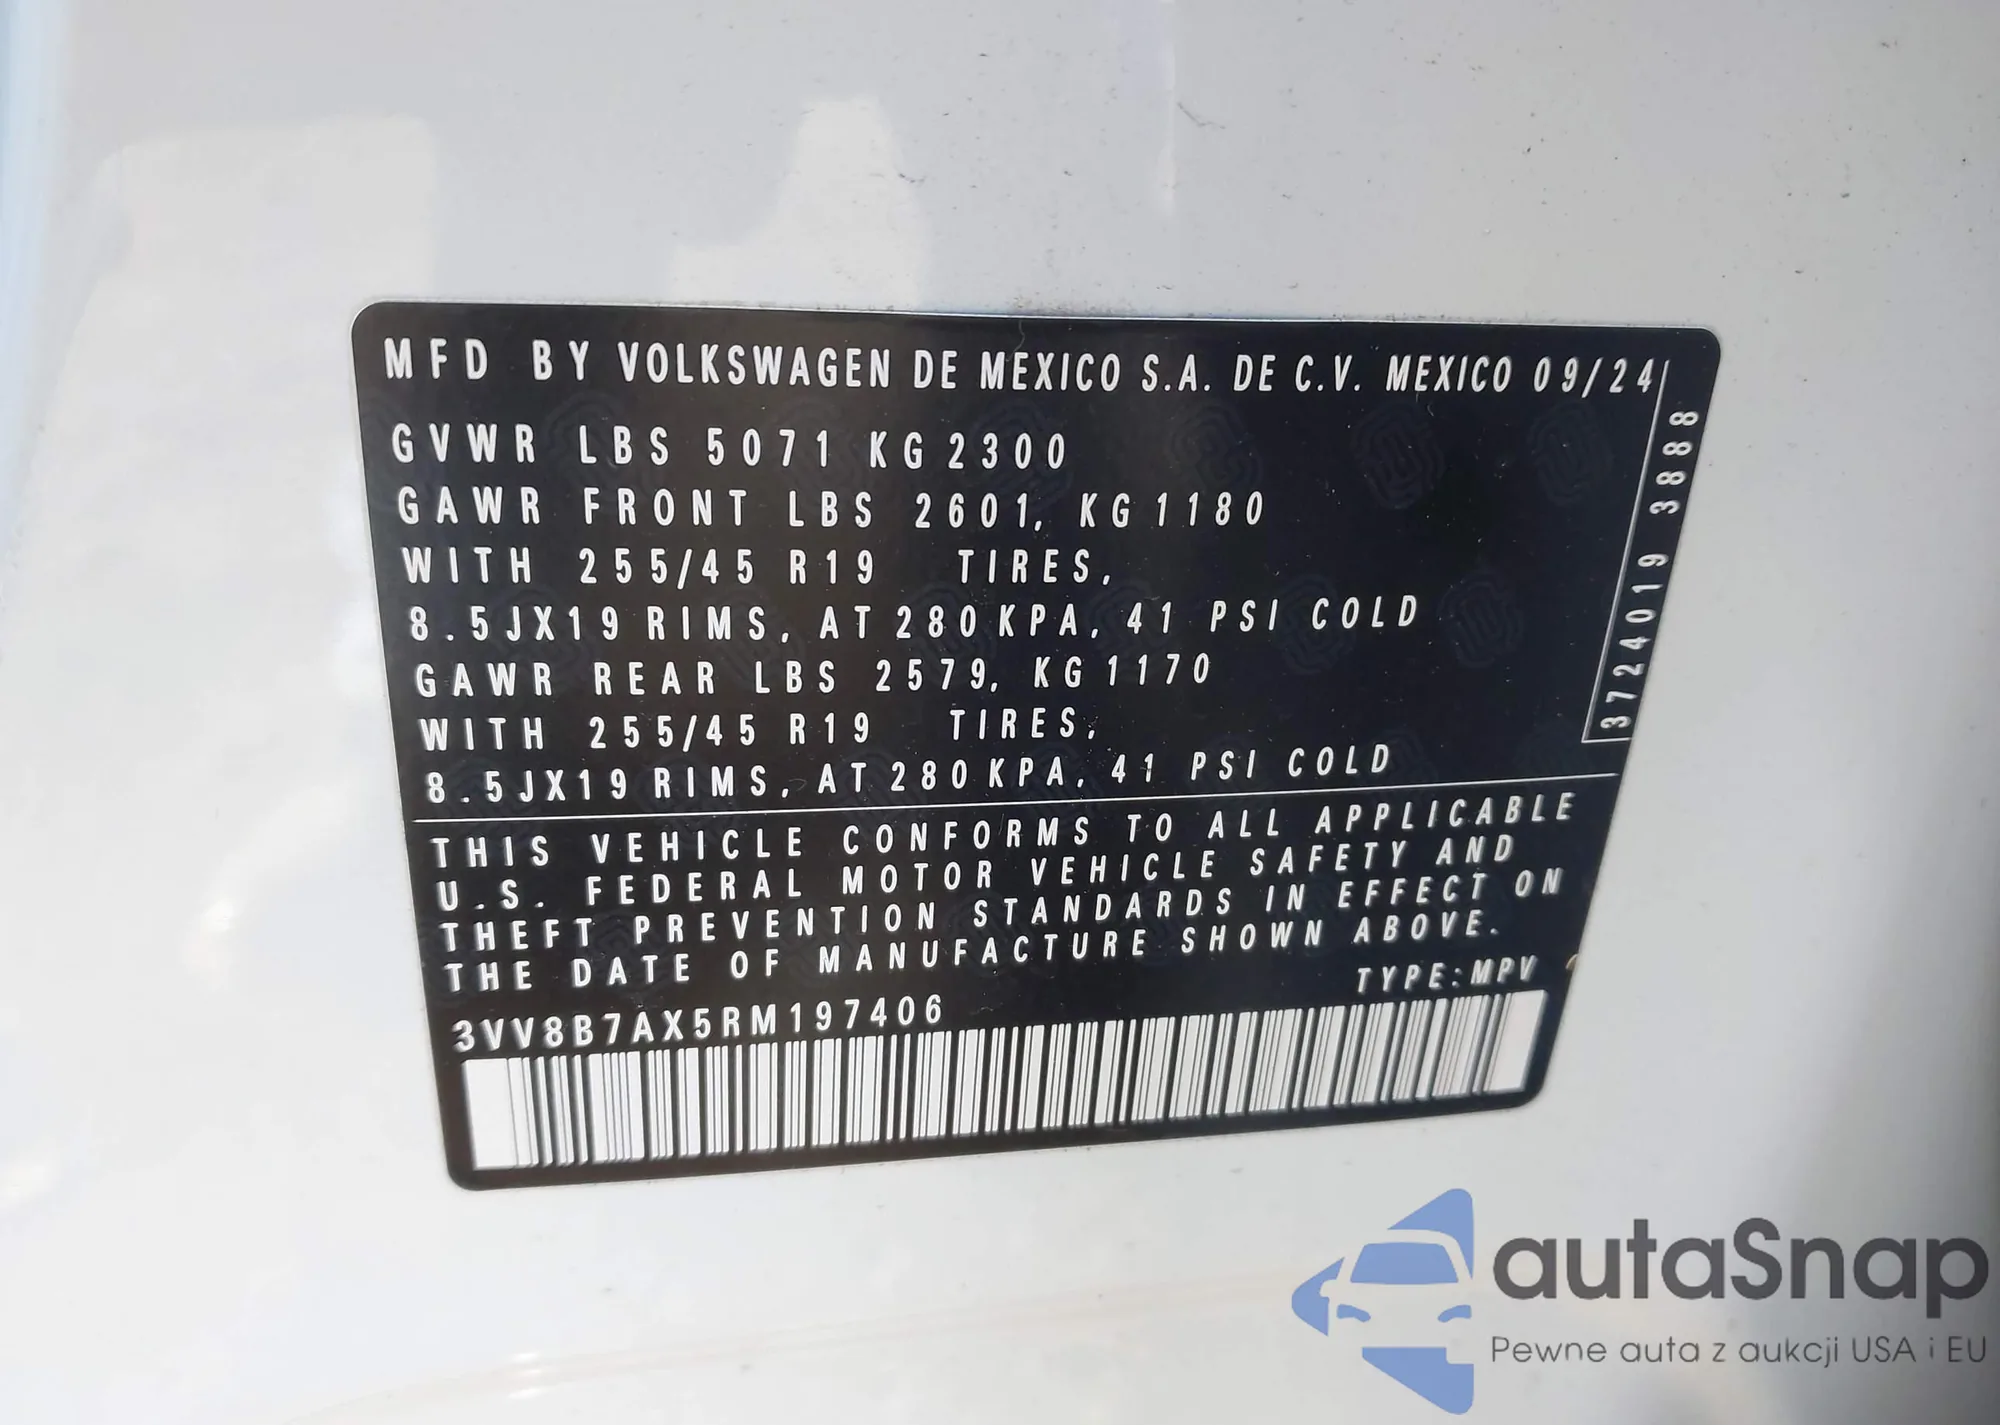 MFD BY VOLKSWAGEN DE MEXICO S.A. DE C.V. MEXICO 09/24
GVWR LBS 5071 KG 2300
GAWR FRONT LBS 2601, KG 1180
WITH 255/45 R19 TIRES,
8.5JX19 RIMS, AT 280 KPA, 41 PSI COLD
GAWR REAR LBS 2579, KG 1170
WITH 255/45 R19 TIRES,
8.5JX19 RIMS, AT 280 KPA, 41 PSI COLD
3724019 3888
THIS VEHICLE CONFORMS TO ALL APPLICABLE
U.S. FEDERAL MOTOR VEHICLE SAFETY AND
THEFT PREVENTION STANDARDS IN EFFECT ON
THE DATE OF MANUFACTURE SHOWN ABOVE.
TYPE:MPV
3VV8B7AX5RM197406
autaSnap
Pewne auta z aukcji USA i EU